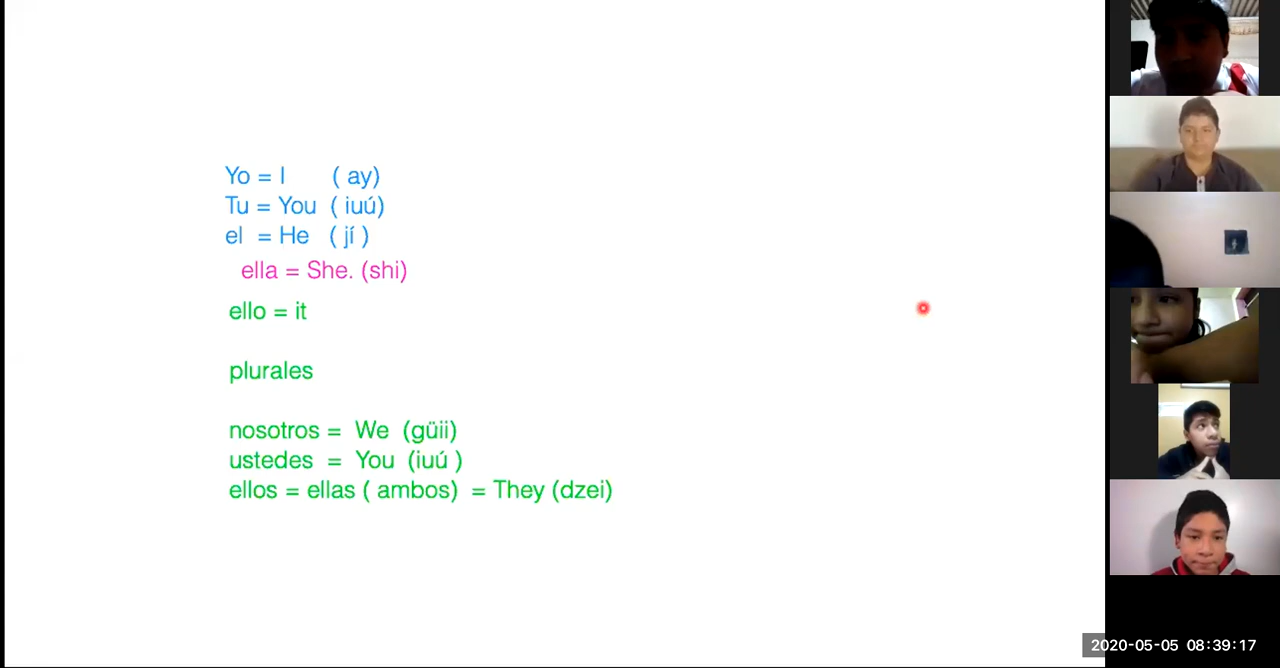 Yo = I ( ay)
Tu = You ( iuú)
el = He ( jí )
ella = She. (shi)
ello = it
plurales
nosotros = We (güii)
ustedes = You (iuú )
ellos = ellas ( ambos) = They (dzei)
2020-05-05 08:39:17